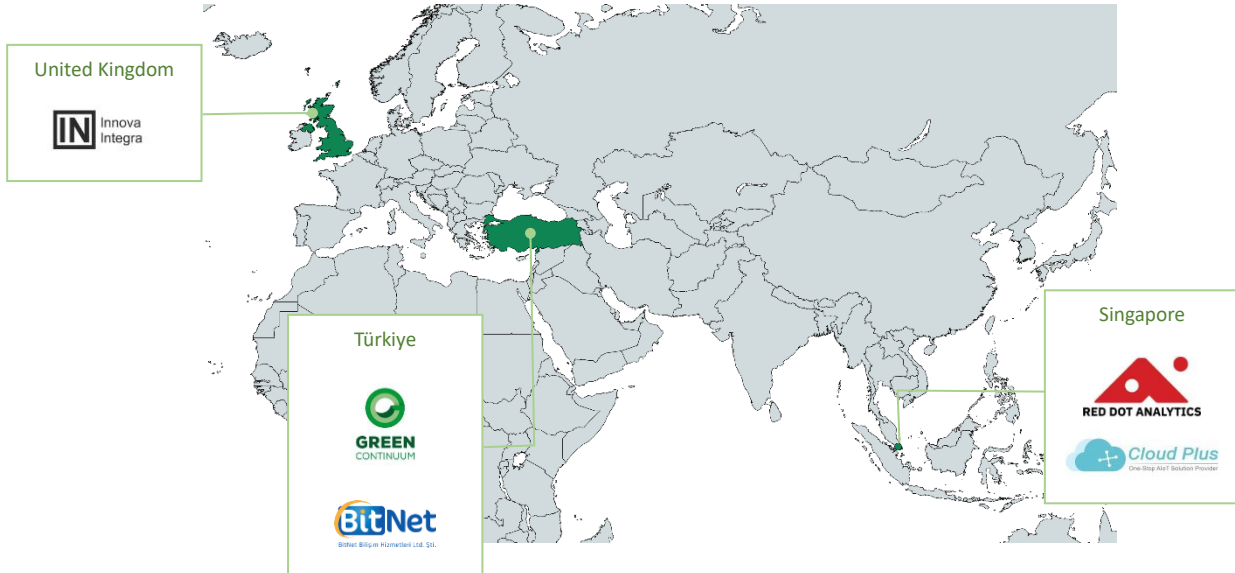 United Kingdom
IN Innova
Integra
Türkiye
GREEN
CONTINUUM
BitNet
BitNet Bilişim Hizmetleri Ltd. Şti.
Singapore
RED DOT ANALYTICS
Cloud Plus
One-Stop AIoT Solution Provider